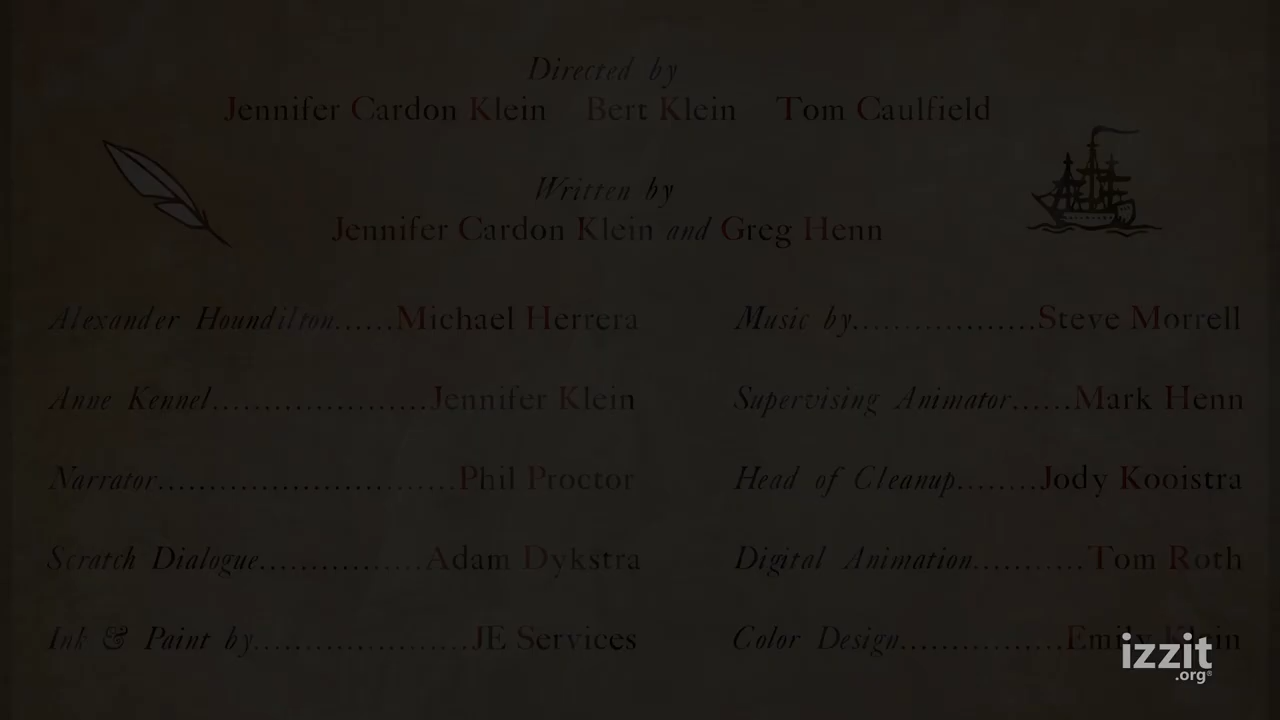 Directed by
Jennifer Cardon Klein Bert Klein Tom Caulfield
Written by
Jennifer Cardon Klein and Greg Henn
Alexander Houndilton......Michael Herrera
Anne Kennel.....................Jennifer Klein
Narrator.............................Phil Proctor
Scratch Dialogue................Adam Dykstra
Ink & Paint by.....................JE Services
Music by..................Steve Morrell
Supervising Animator......Mark Henn
Head of Cleanup........Jody Kooistra
Digital Animation...........Tom Roth
Color Design................Emily Klein
izzit
.org®